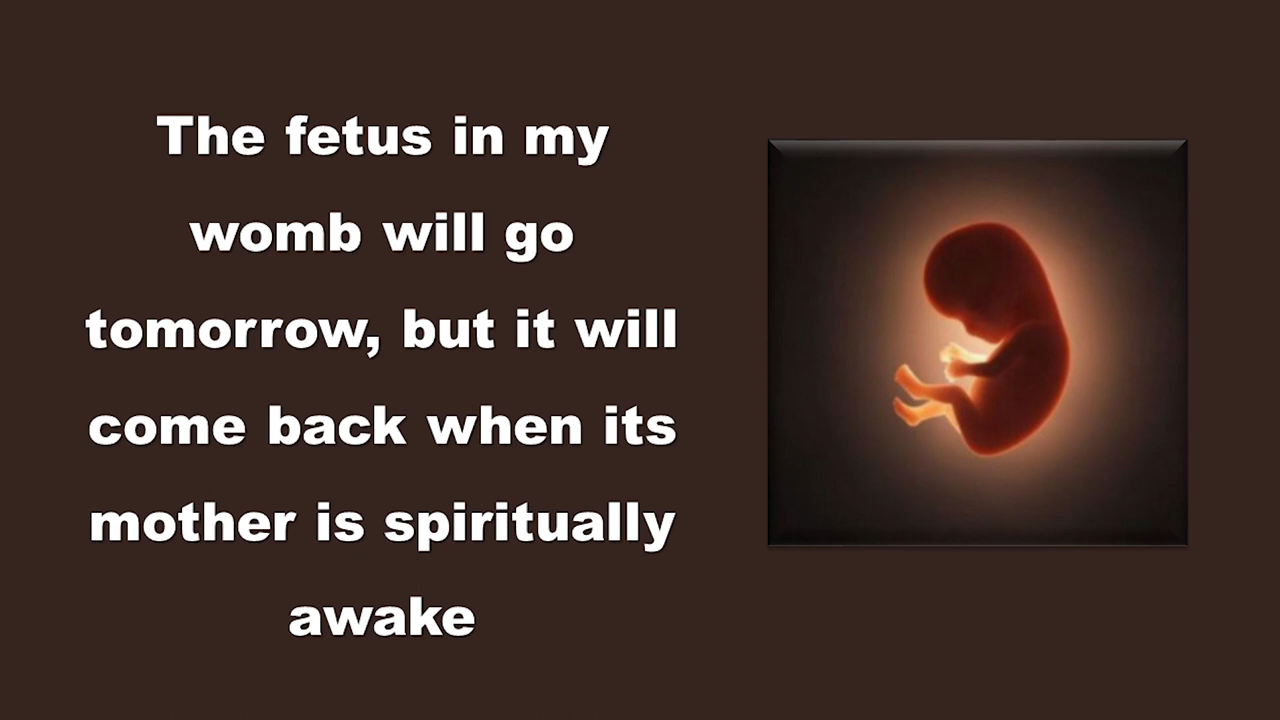 The fetus in my
womb will go
tomorrow, but it will
come back when its
mother is spiritually
awake